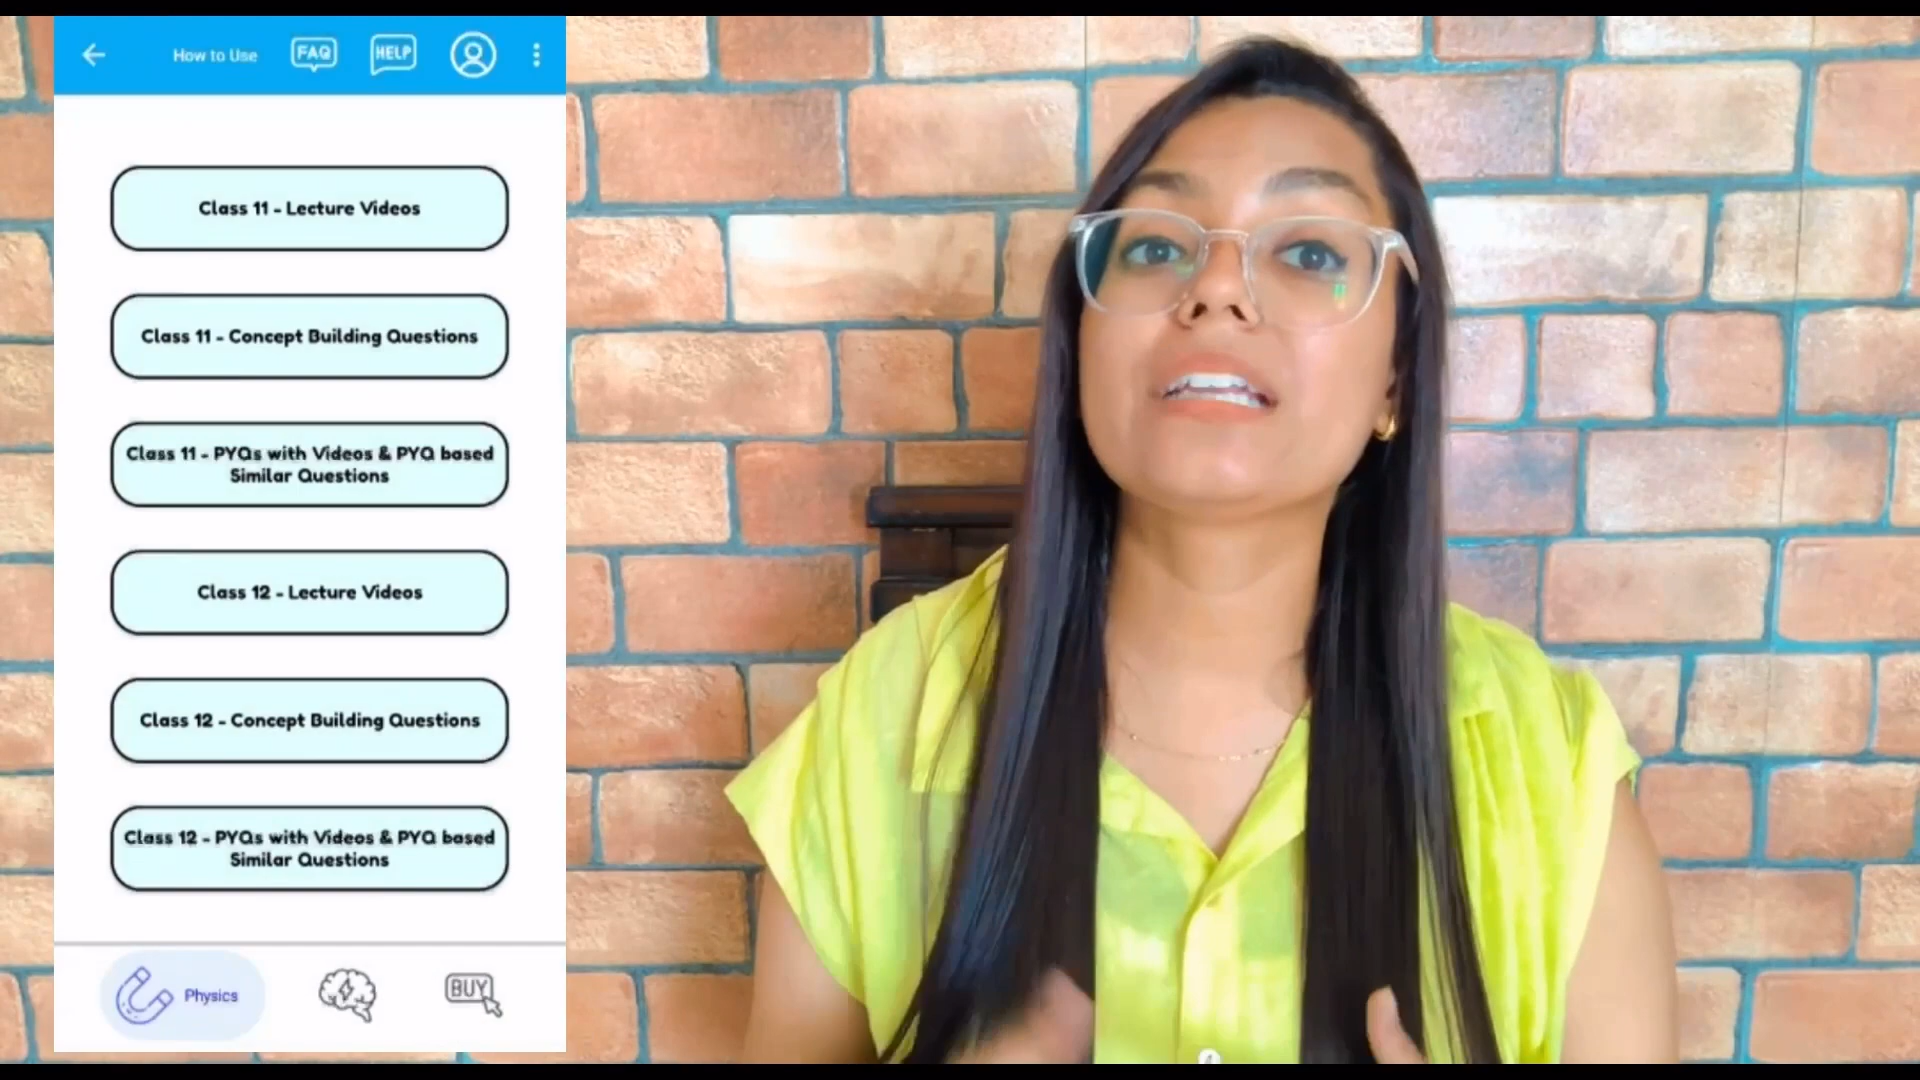 How to Use
FAQ
HELP
Class 11 - Lecture Videos
Class 11 - Concept Building Questions
Class 11 - PYQs with Videos & PYQ based
Similar Questions
Class 12 - Lecture Videos
Class 12 - Concept Building Questions
Class 12 - PYQs with Videos & PYQ based
Similar Questions
Physics
BUY